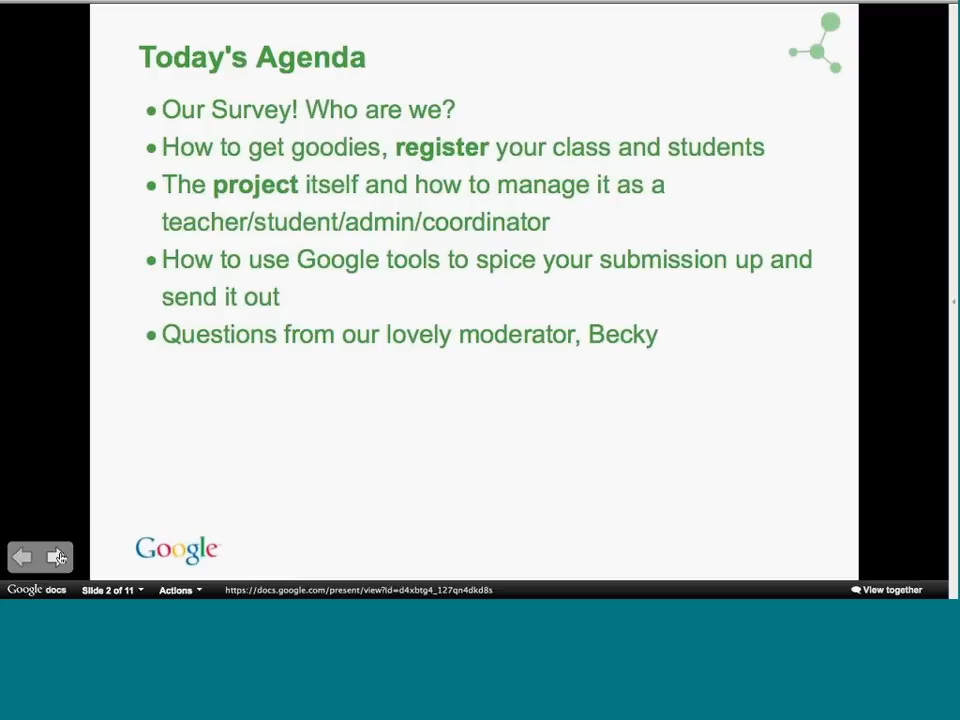 Today's Agenda
• Our Survey! Who are we?
• How to get goodies, register your class and students
• The project itself and how to manage it as a
teacher/student/admin/coordinator
• How to use Google tools to spice your submission up and
send it out
• Questions from our lovely moderator, Becky
Google
Google docs Slide 2 of 11 Actions https://docs.google.com/present/view?id=d4xbtg4_127qn4dkd8s View together